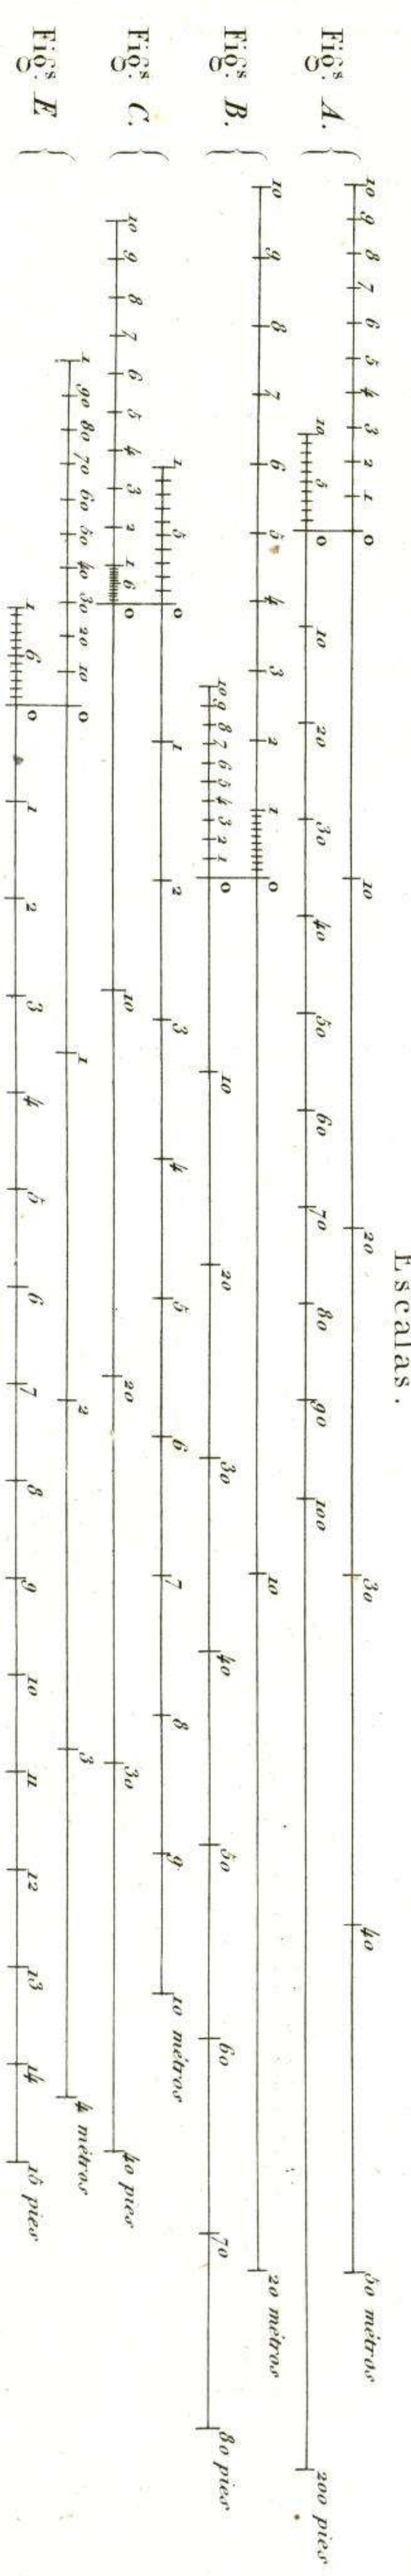 Escalas.
Figs. A.
10 9 8 7 6 5 4 3 2 1 0 10 20 30 40 50 métros
10 5 0 10 20 30 40 50 60 70 80 90 100 200 pies
Figs. B.
10 9 8 7 6 5 4 3 2 1 0 10 20 métros
10 9 8 7 6 5 4 3 2 1 0 10 20 30 40 50 60 70 80 pies
Figs. C.
1 5 0 1 2 3 4 5 6 7 8 9 10 métros
10 9 8 7 6 5 4 3 2 1 6 0 10 20 30 40 pies
Figs. E
1 90 80 70 60 50 40 30 20 10 0 1 2 3 4 métros
1 6 0 1 2 3 4 5 6 7 8 9 10 11 12 13 14 15 pies